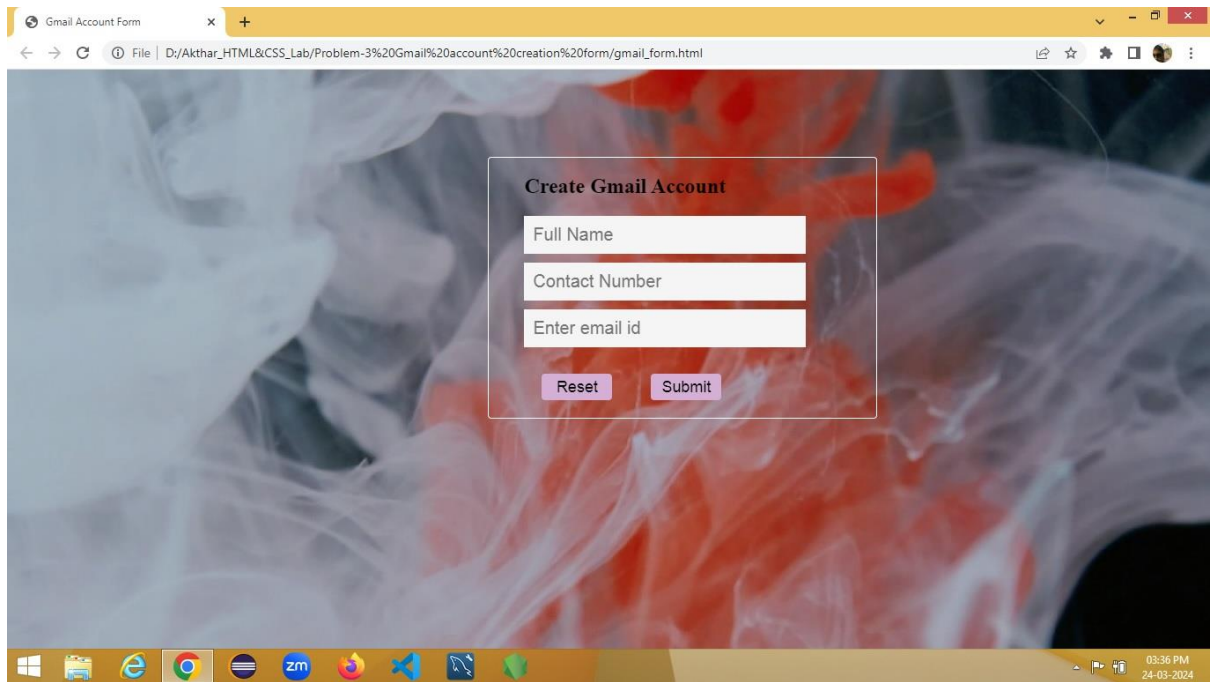 Gmail Account Form
File D:/Akthar_HTML&CSS_Lab/Problem-3%20Gmail%20account%20creation%20form/gmail_form.html
Create Gmail Account
Full Name
Contact Number
Enter email id
Reset Submit
zm
03:36 PM
24-03-2024